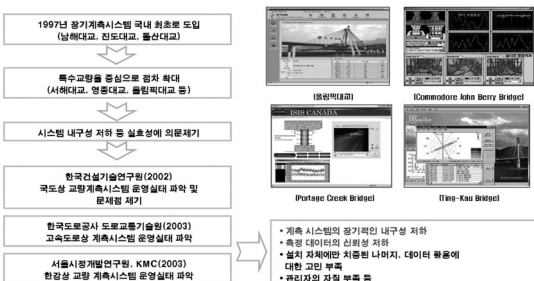 1997년 장기계측시스템 국내 최초로 도입
(남해대교, 진도대교, 돌산대교)
특수교량을 중심으로 점차 확대
(서해대교, 영종대교, 올림픽대교 등)
시스템 내구성 저하 등 실효성에 의문제기
한국건설기술연구원(2002)
국도상 교량계측시스템 운영실태 파악 및
문제점 제기
한국도로공사 도로교통기술원(2003)
고속도로상 계측시스템 운영실태 파악
서울시정개발연구원, KMC(2003)
한강상 교량 계측시스템 운영실태 파악
(올림픽대교)
(Commodore John Berry Bridge)
ISIS CANADA
(Portage Creek Bridge)
Monitor
(Ting-Kau Bridge)
• 계측 시스템의 장기적인 내구성 저하
• 측정 데이터의 신뢰성 저하
• 설치 자체에만 치중된 나머지, 데이터 활용에
대한 고민 부족
• 관리자의 자질 부족 등